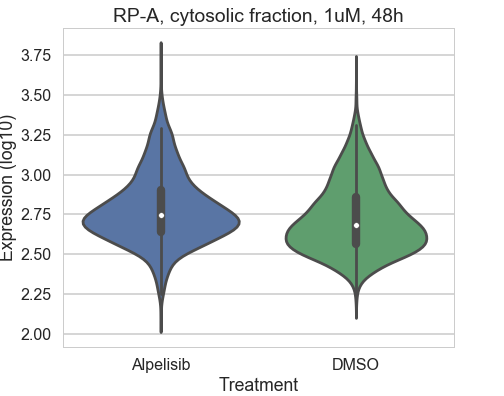 RP-A, cytosolic fraction, 1uM, 48h
Expression (log10)
3.75
3.50
3.25
3.00
2.75
2.50
2.25
2.00
Alpelisib
DMSO
Treatment